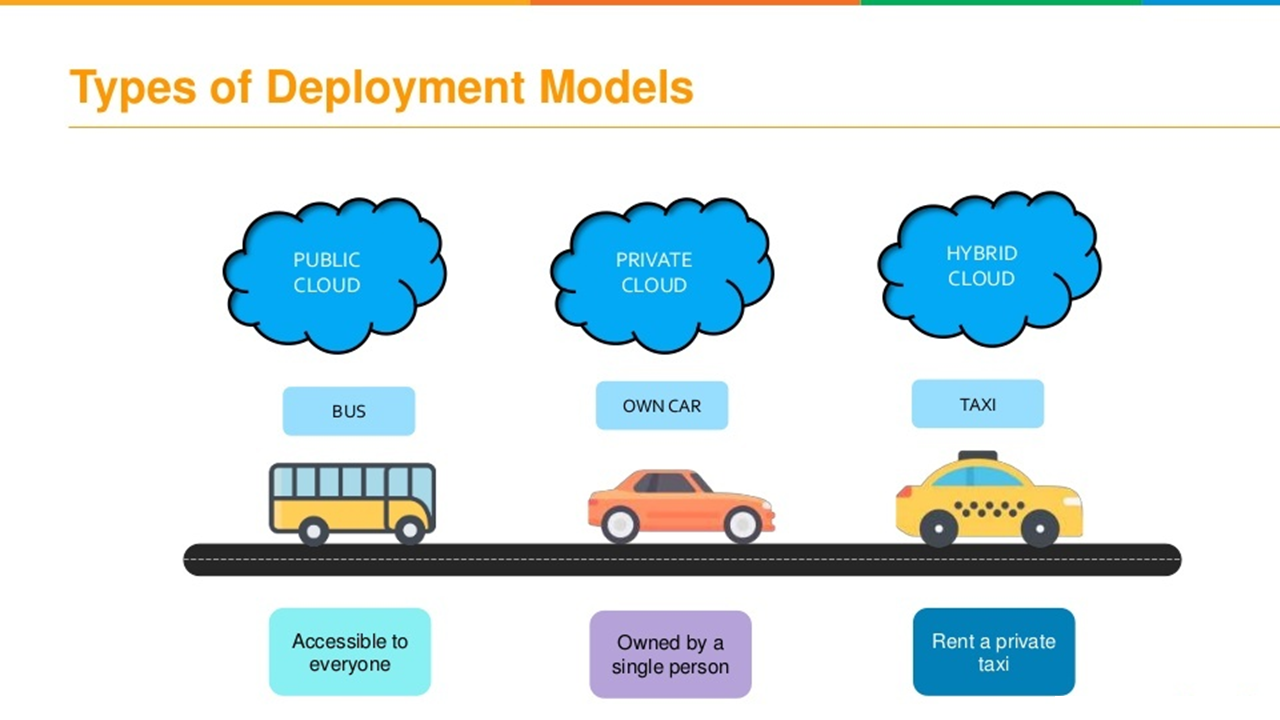 Types of Deployment Models
PUBLIC
CLOUD
PRIVATE
CLOUD
HYBRID
CLOUD
BUS
OWN CAR
TAXI
Accessible to
everyone
Owned by a
single person
Rent a private
taxi